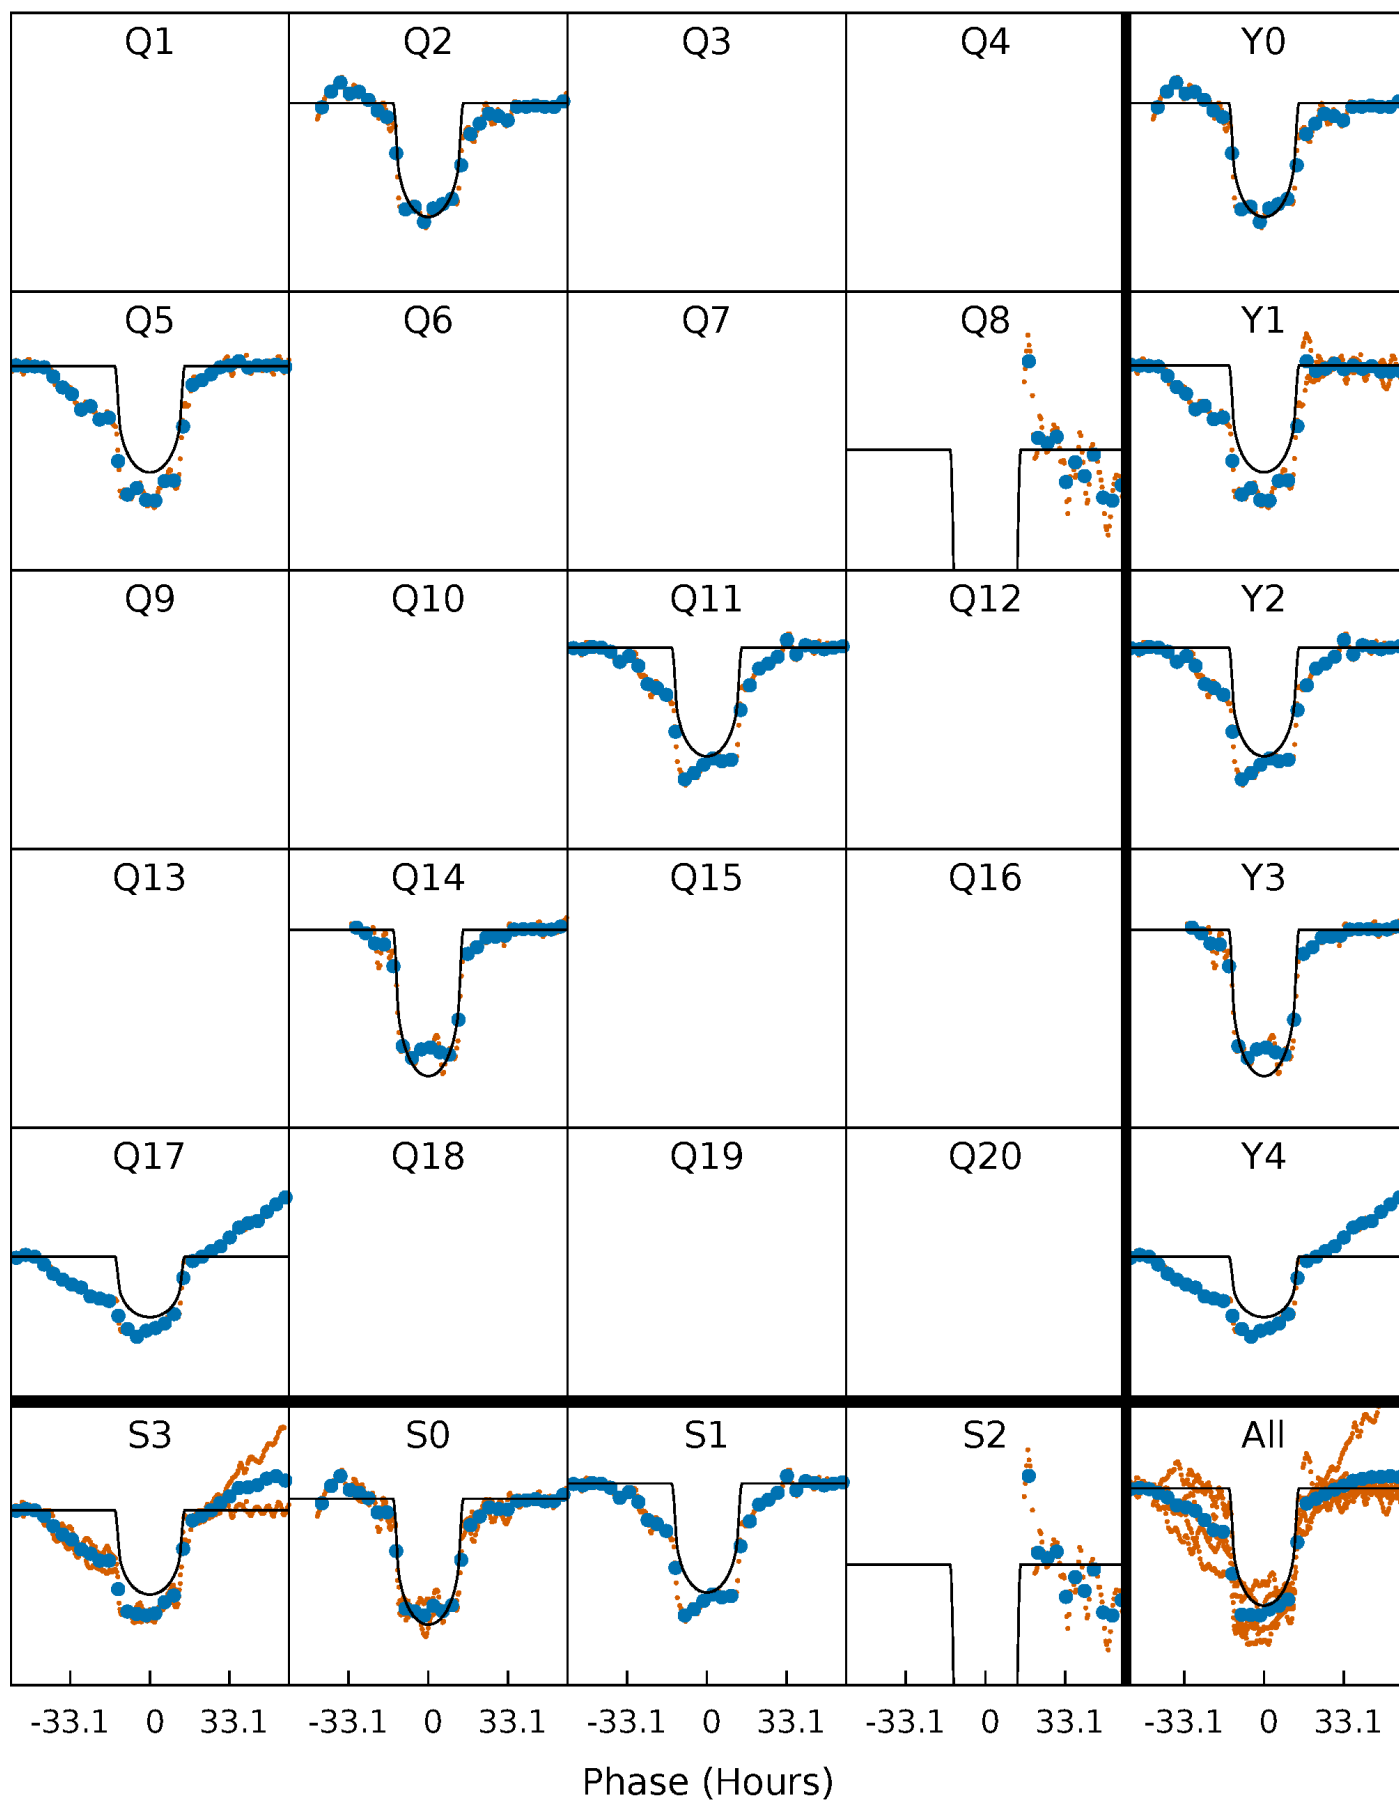 Q1 Q2 Q3 Q4 Y0
Q5 Q6 Q7 Q8 Y1
Q9 Q10 Q11 Q12 Y2
Q13 Q14 Q15 Q16 Y3
Q17 Q18 Q19 Q20 Y4
S3 S0 S1 S2 All
-33.1 0 33.1 -33.1 0 33.1 -33.1 0 33.1 -33.1 0 33.1 -33.1 0 33.1
Phase (Hours)